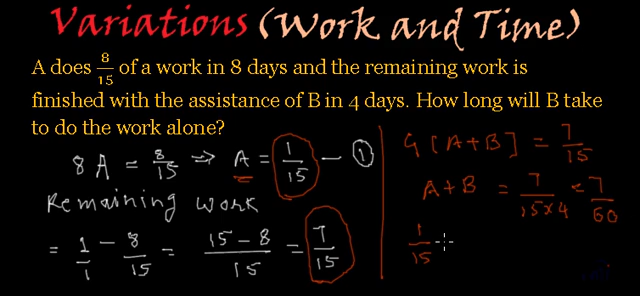 Variations (Work and Time)
A does 8/15 of a work in 8 days and the remaining work is
finished with the assistance of B in 4 days. How long will B take
to do the work alone?
8 A = 8/15 ⇒ A = 1/15 — ①
Remaining work
= 1/1 - 8/15 = 15-8/15 = 7/15
4 [A+B] = 7/15
A+B = 7/15×4 = 7/60
1/15 +